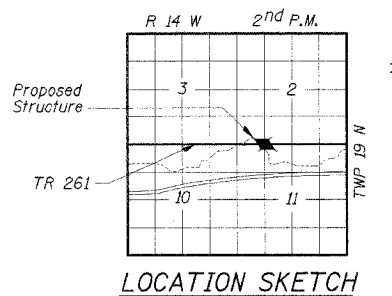 R 14 W 2nd P.M.
Proposed
Structure
3 2
TWP 19 N
TR 261
10 11
LOCATION SKETCH